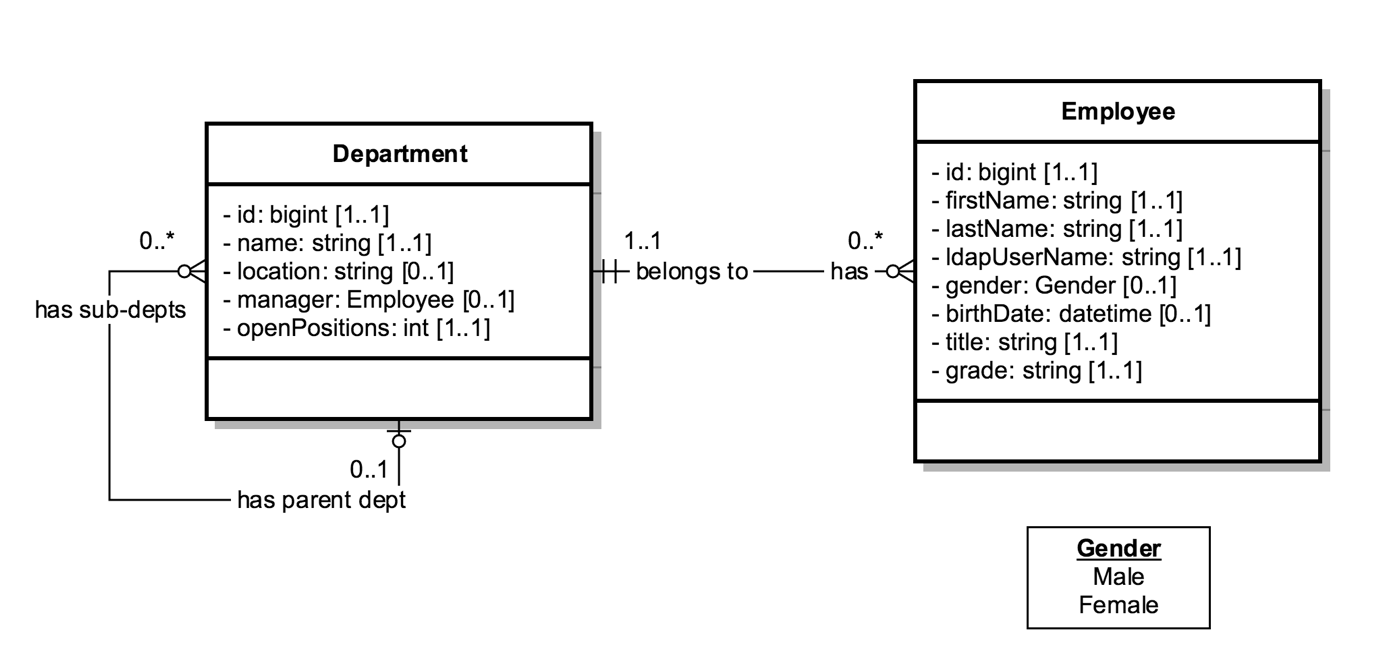 Department
- id: bigint [1..1]
- name: string [1..1]
- location: string [0..1]
- manager: Employee [0..1]
- openPositions: int [1..1]
0..*
has sub-depts
0..1
has parent dept
1..1
belongs to
0..*
has
Employee
- id: bigint [1..1]
- firstName: string [1..1]
- lastName: string [1..1]
- ldapUserName: string [1..1]
- gender: Gender [0..1]
- birthDate: datetime [0..1]
- title: string [1..1]
- grade: string [1..1]
Gender
Male
Female